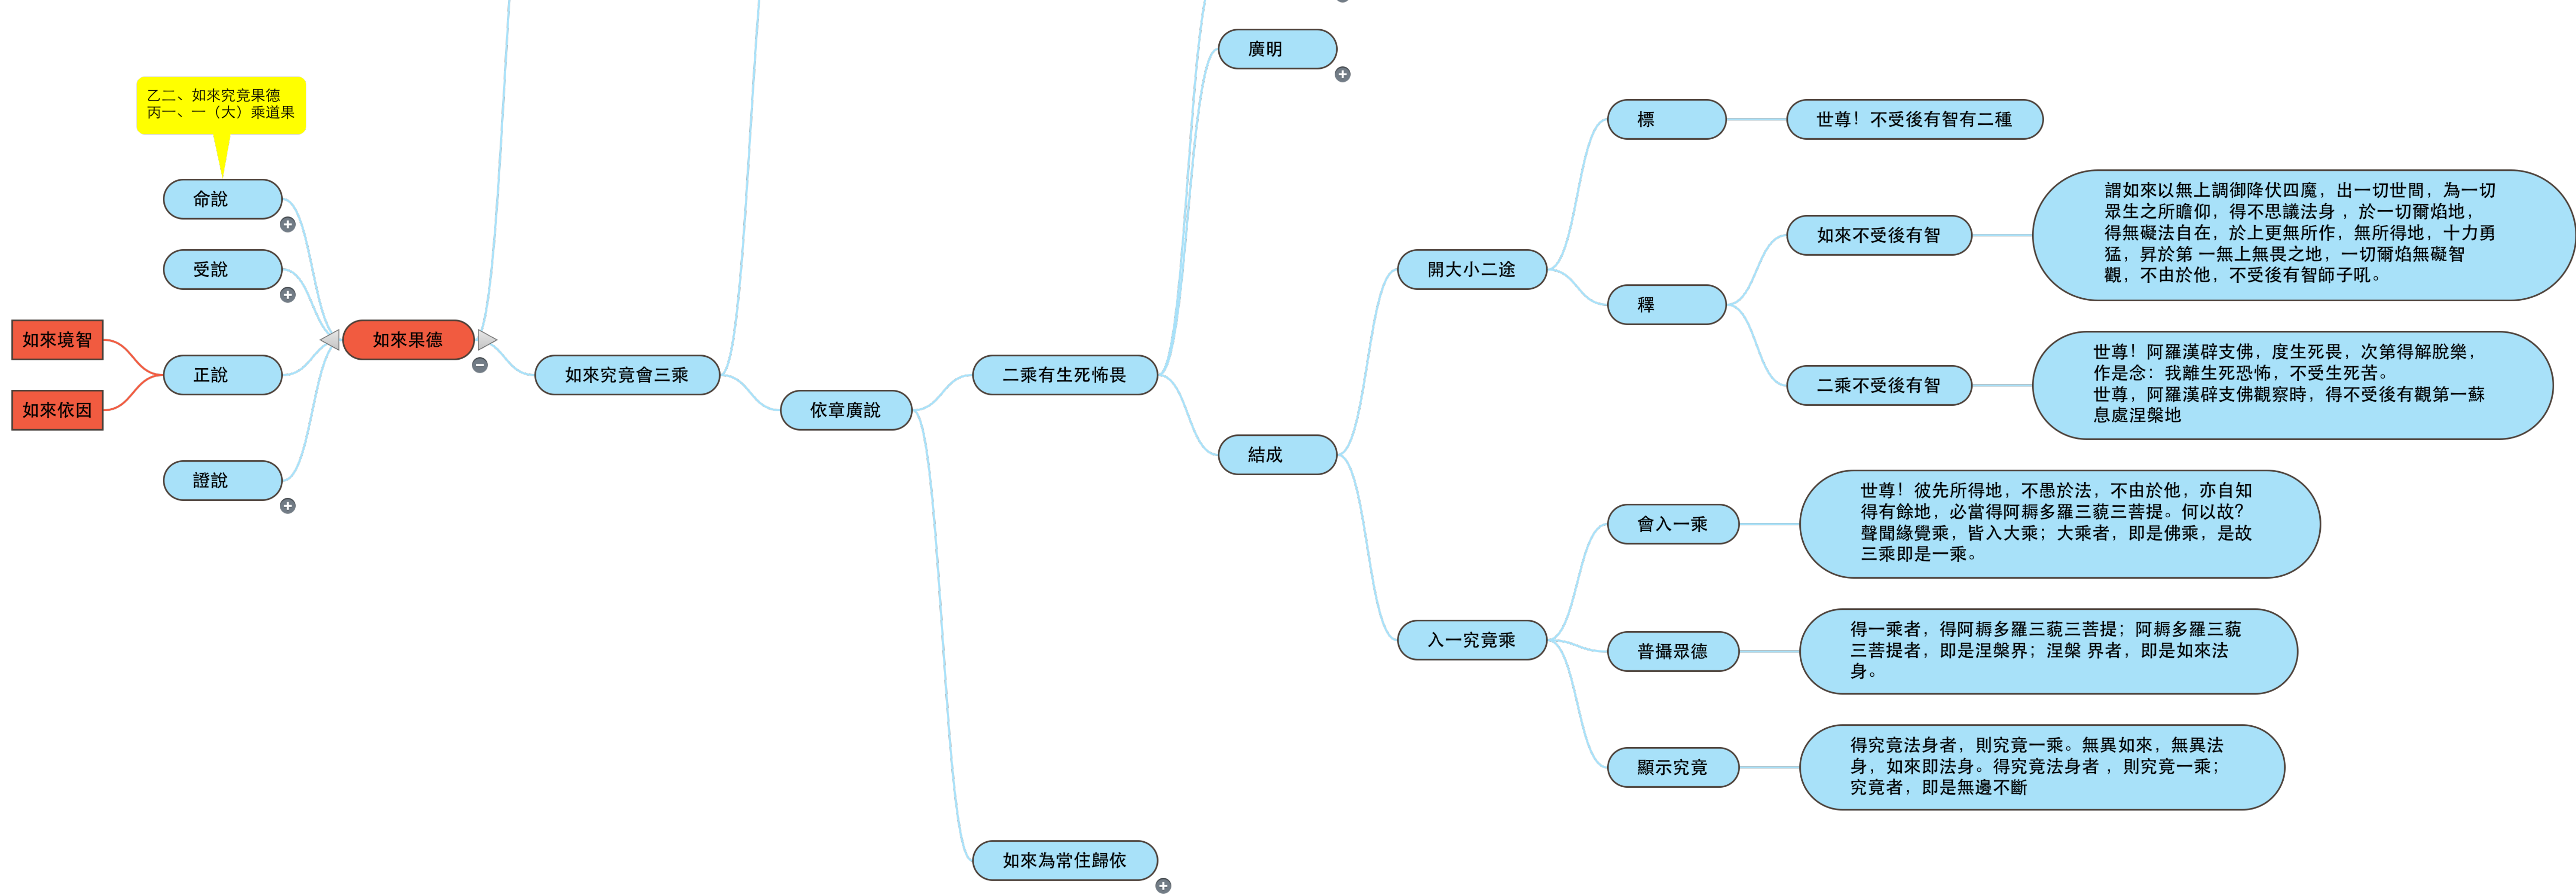 乙二、如來究竟果德
丙一、一（大）乘道果
命說
受說
如來境智
如來依因
正說
證說
如來果德
如來究竟會三乘
依章廣說
二乘有生死怖畏
如來為常住歸依
廣明
結成
開大小二途
標
世尊！不受後有智有二種
釋
如來不受後有智
謂如來以無上調御降伏四魔，出一切世間，為一切
眾生之所瞻仰，得不思議法身 ，於一切爾焰地，
得無礙法自在，於上更無所作，無所得地，十力勇
猛，昇於第 一無上無畏之地，一切爾焰無礙智
觀，不由於他，不受後有智師子吼。
二乘不受後有智
世尊！阿羅漢辟支佛，度生死畏，次第得解脫樂，
作是念：我離生死恐怖，不受生死苦。
世尊，阿羅漢辟支佛觀察時，得不受後有觀第一蘇
息處涅槃地
入一究竟乘
會入一乘
世尊！彼先所得地，不愚於法，不由於他，亦自知
得有餘地，必當得阿耨多羅三藐三菩提。何以故？
聲聞緣覺乘，皆入大乘；大乘者，即是佛乘，是故
三乘即是一乘。
普攝眾德
得一乘者，得阿耨多羅三藐三菩提；阿耨多羅三藐
三菩提者，即是涅槃界；涅槃 界者，即是如來法
身。
顯示究竟
得究竟法身者，則究竟一乘。無異如來，無異法
身，如來即法身。得究竟法身者 ，則究竟一乘；
究竟者，即是無邊不斷